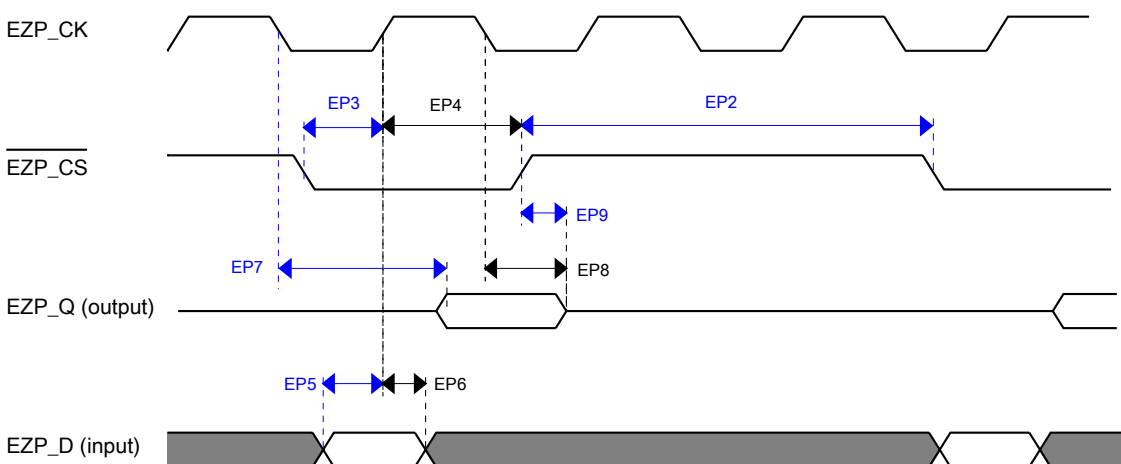 EZP_CK
EP3
EP4
EP2
EZP_CS
EP9
EP7
EP8
EZP_Q (output)
EP5
EP6
EZP_D (input)